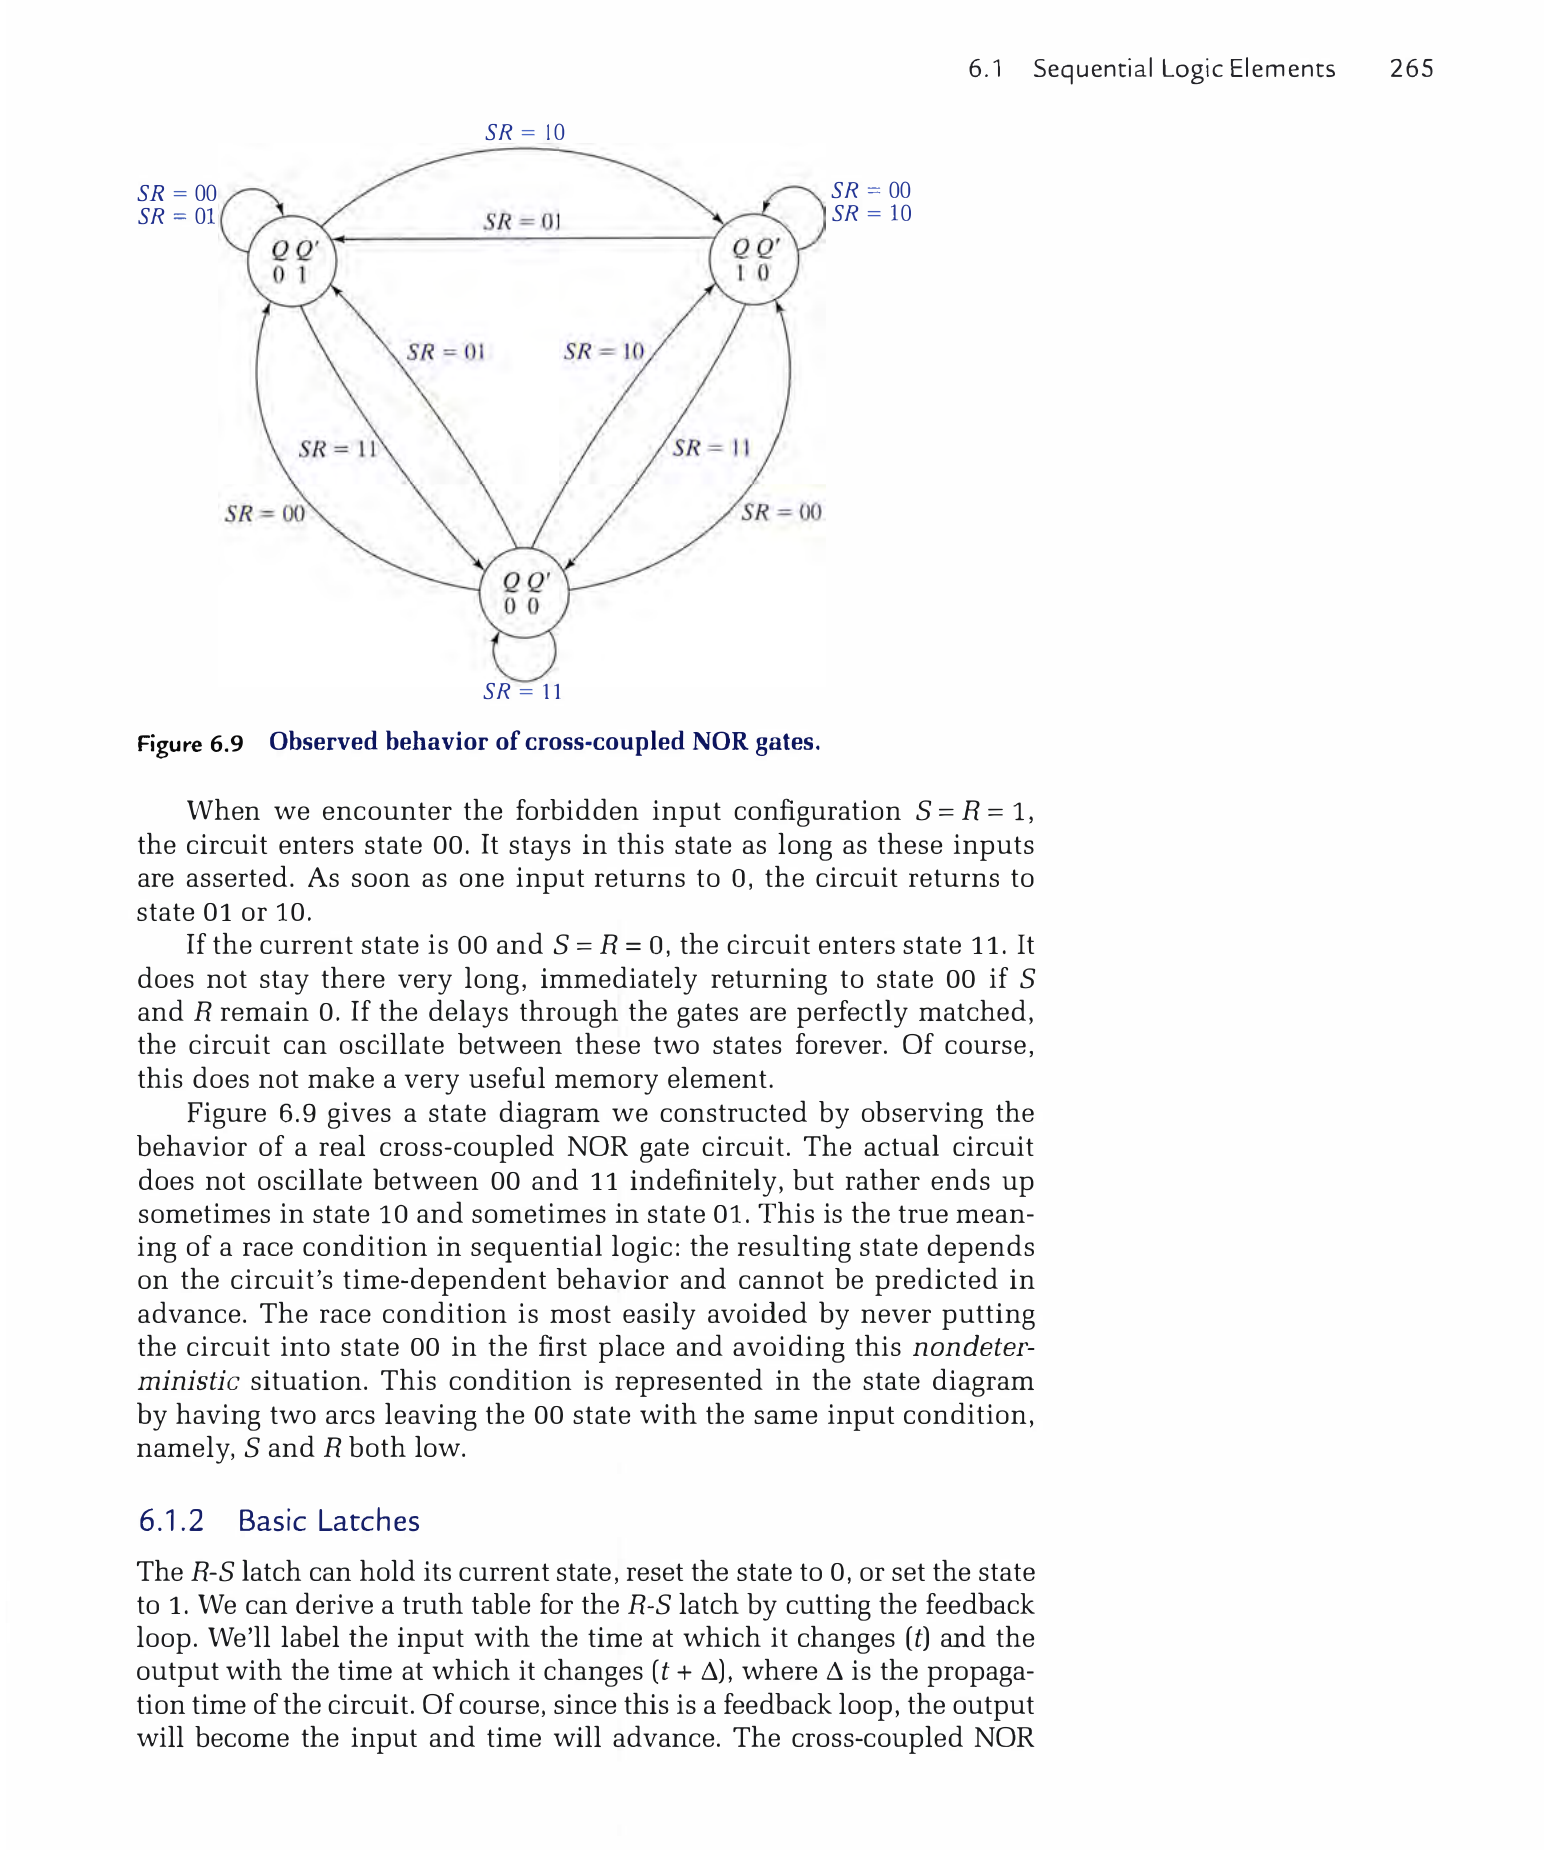 6.1 Sequential Logic Elements 265
SR = 10
SR = 00
SR = 01
SR = 00
SR = 10
SR = 01
Q Q′
0 1
Q Q′
1 0
SR = 01
SR = 10
SR = 11
SR = 11
SR = 00
SR = 00
Q Q′
0 0
SR = 11
Figure 6.9 Observed behavior of cross-coupled NOR gates.
When we encounter the forbidden input configuration S = R = 1,
the circuit enters state 00. It stays in this state as long as these inputs
are asserted. As soon as one input returns to 0, the circuit returns to
state 01 or 10.
If the current state is 00 and S = R = 0, the circuit enters state 11. It
does not stay there very long, immediately returning to state 00 if S
and R remain 0. If the delays through the gates are perfectly matched,
the circuit can oscillate between these two states forever. Of course,
this does not make a very useful memory element.
Figure 6.9 gives a state diagram we constructed by observing the
behavior of a real cross-coupled NOR gate circuit. The actual circuit
does not oscillate between 00 and 11 indefinitely, but rather ends up
sometimes in state 10 and sometimes in state 01. This is the true mean-
ing of a race condition in sequential logic: the resulting state depends
on the circuit's time-dependent behavior and cannot be predicted in
advance. The race condition is most easily avoided by never putting
the circuit into state 00 in the first place and avoiding this nondeter-
ministic situation. This condition is represented in the state diagram
by having two arcs leaving the 00 state with the same input condition,
namely, S and R both low.
6.1.2 Basic Latches
The R-S latch can hold its current state, reset the state to 0, or set the state
to 1. We can derive a truth table for the R-S latch by cutting the feedback
loop. We'll label the input with the time at which it changes (t) and the
output with the time at which it changes (t + Δ), where Δ is the propaga-
tion time of the circuit. Of course, since this is a feedback loop, the output
will become the input and time will advance. The cross-coupled NOR